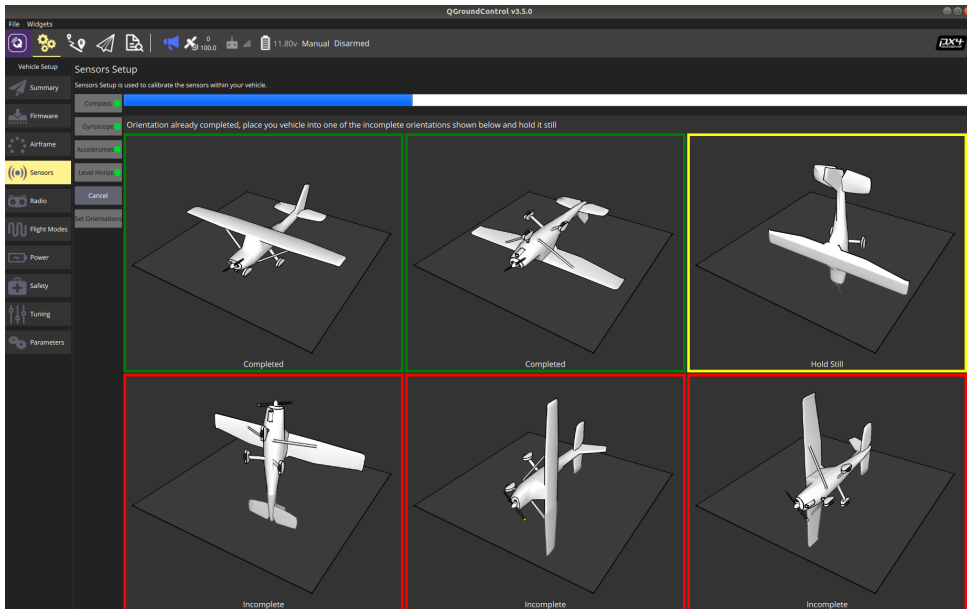 QGroundControl v3.5.0
File Widgets
0
100.0
11.80v Manual Disarmed
px4
Vehicle Setup
Sensors Setup
Summary
Sensors Setup is used to calibrate the sensors within your vehicle.
Compass
Firmware
Gyroscope
Orientation already completed, place you vehicle into one of the incomplete orientations shown below and hold it still
Airframe
Acceleromet
Sensors
Level Horizo
Cancel
Radio
Set Orientations
Flight Modes
Power
Safety
Tuning
Parameters
Completed
Completed
Hold Still
Incomplete
Incomplete
Incomplete